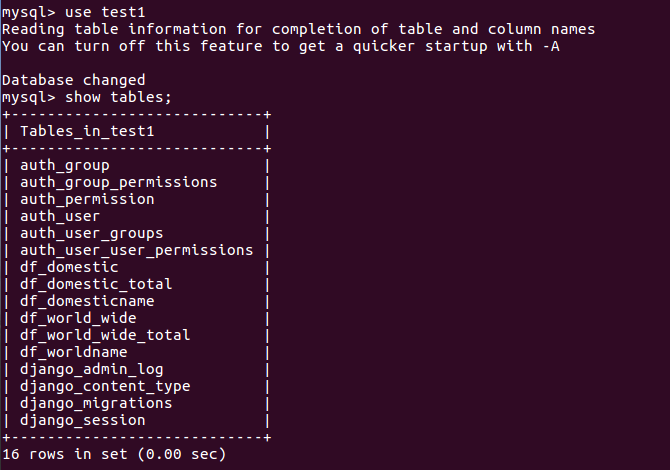 mysql> use test1
Reading table information for completion of table and column names
You can turn off this feature to get a quicker startup with -A

Database changed
mysql> show tables;
+----------------------------+
| Tables_in_test1            |
+----------------------------+
| auth_group                 |
| auth_group_permissions     |
| auth_permission            |
| auth_user                  |
| auth_user_groups           |
| auth_user_user_permissions |
| df_domestic                |
| df_domestic_total          |
| df_domesticname            |
| df_world_wide              |
| df_world_wide_total        |
| df_worldname               |
| django_admin_log           |
| django_content_type        |
| django_migrations          |
| django_session             |
+----------------------------+
16 rows in set (0.00 sec)